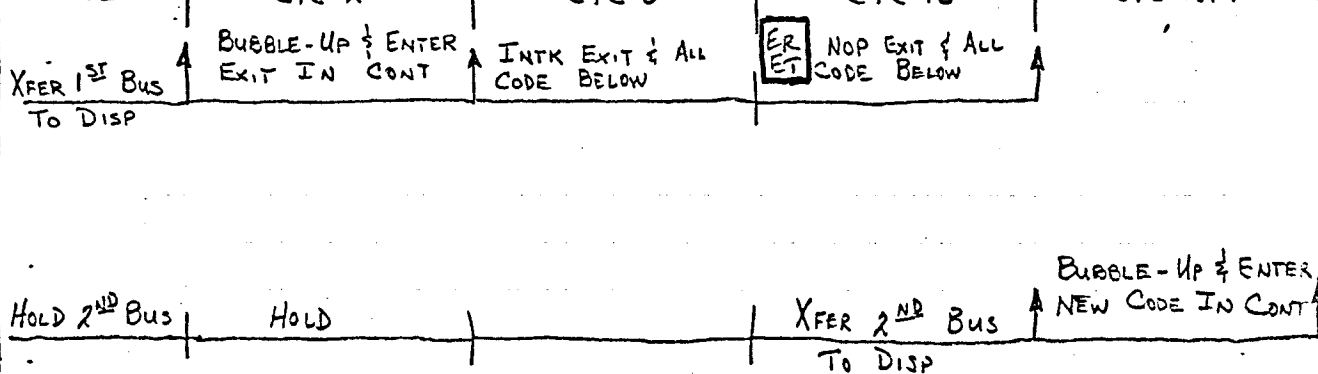 BUBBLE-UP & ENTER
EXIT IN CONT
INTK EXIT & ALL
CODE BELOW
ER
ET
NOP EXIT & ALL
CODE BELOW
XFER 1ST BUS
TO DISP
BUBBLE-UP & ENTER
NEW CODE IN CONT
HOLD 2ND BUS
HOLD
XFER 2ND BUS
TO DISP